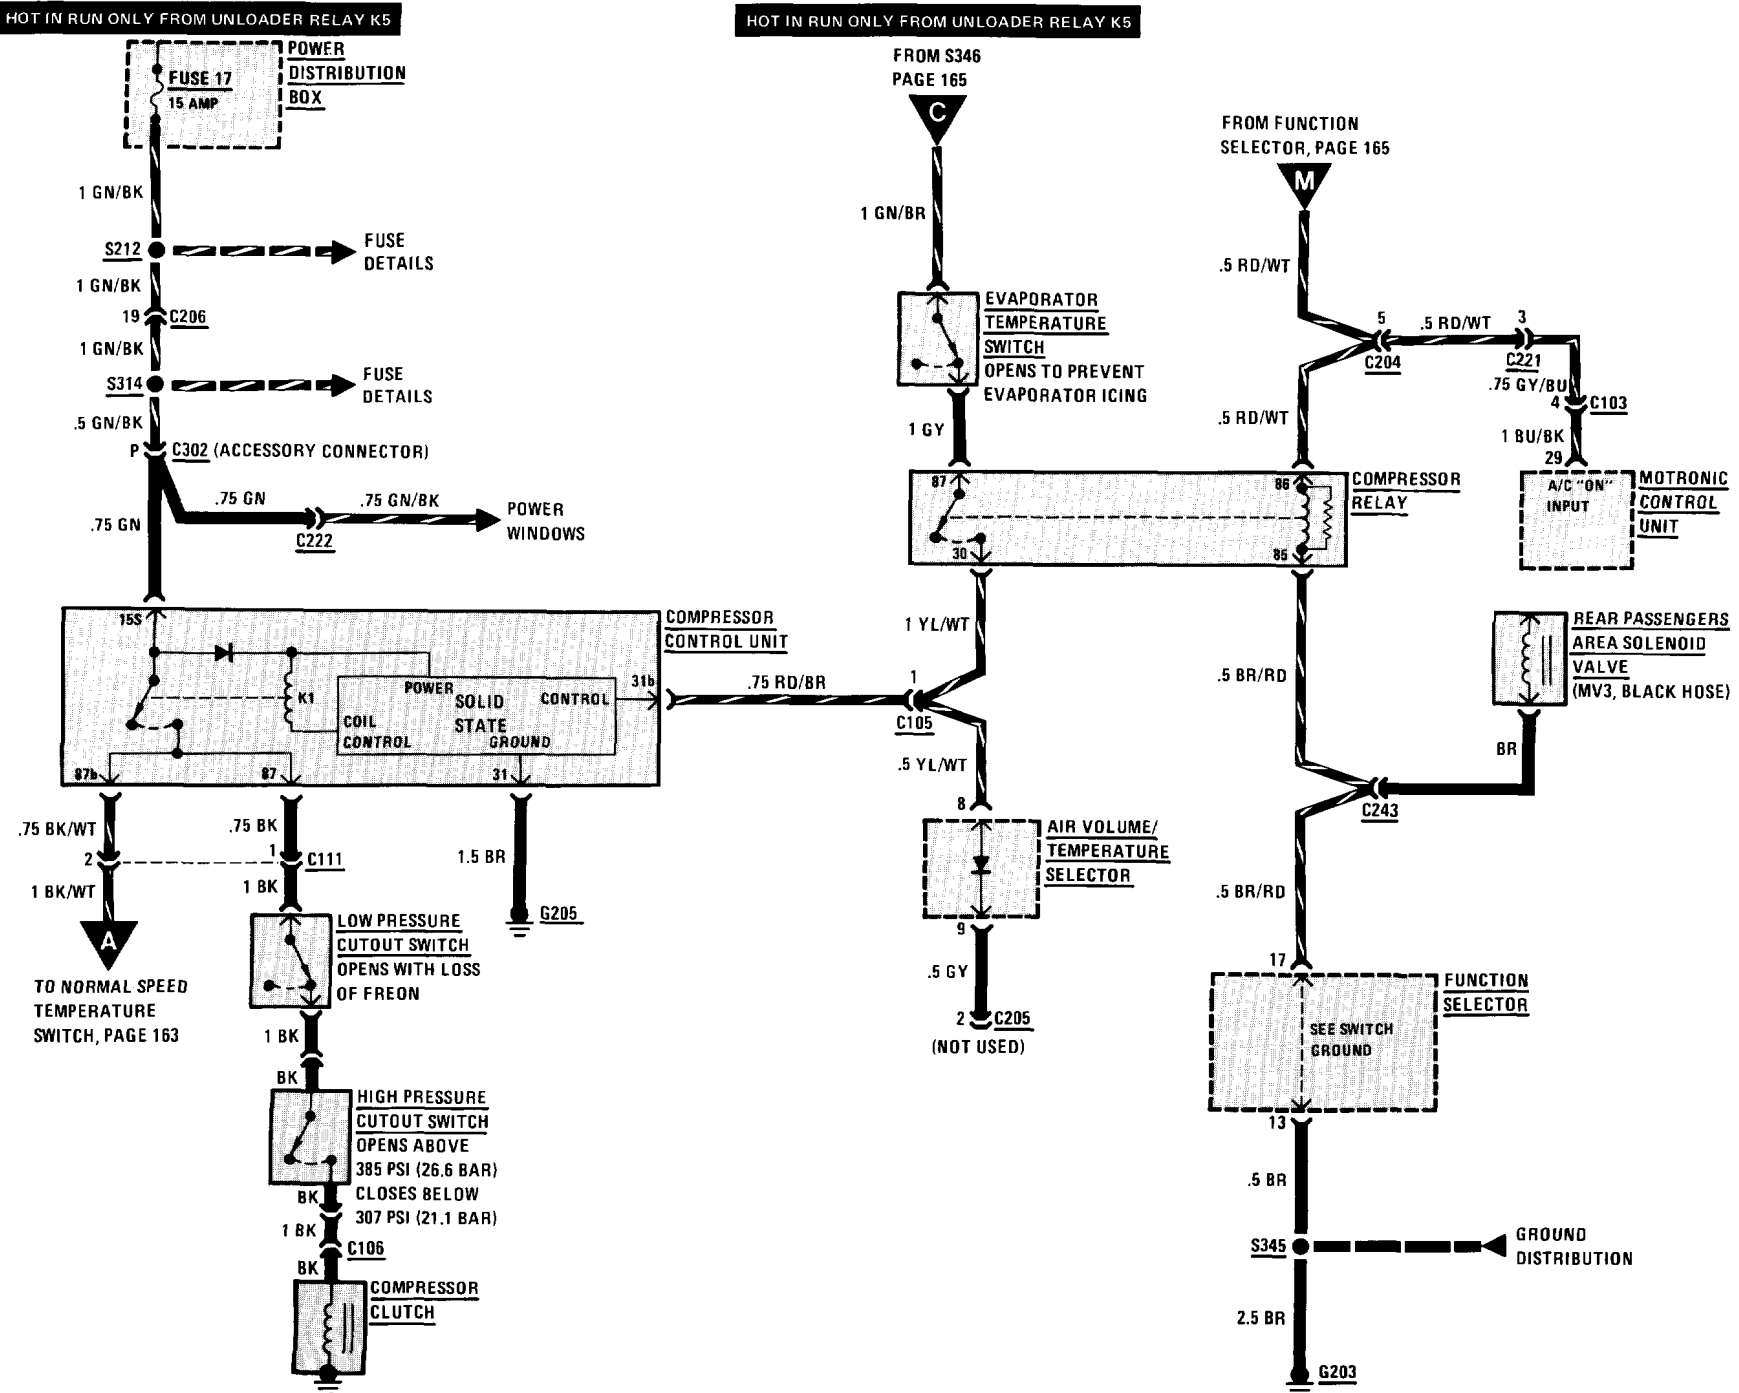 HOT IN RUN ONLY FROM UNLOADER RELAY K5
POWER
DISTRIBUTION
BOX
FUSE 17
15 AMP
1 GN/BK
S212
FUSE
DETAILS
1 GN/BK
19
C206
1 GN/BK
S314
FUSE
DETAILS
.5 GN/BK
P
C302 (ACCESSORY CONNECTOR)
.75 GN
.75 GN
.75 GN/BK
C222
POWER
WINDOWS
15S
COMPRESSOR
CONTROL UNIT
K1
POWER
SOLID
STATE
CONTROL
31b
COIL
CONTROL
GROUND
87b
87
31
.75 RD/BR
.75 BK/WT
2
1 BK/WT
A
TO NORMAL SPEED
TEMPERATURE
SWITCH, PAGE 163
.75 BK
1
C111
1 BK
1.5 BR
G205
LOW PRESSURE
CUTOUT SWITCH
OPENS WITH LOSS
OF FREON
1 BK
BK
HIGH PRESSURE
CUTOUT SWITCH
OPENS ABOVE
385 PSI (26.6 BAR)
CLOSES BELOW
307 PSI (21.1 BAR)
BK
1 BK
C106
BK
COMPRESSOR
CLUTCH
HOT IN RUN ONLY FROM UNLOADER RELAY K5
FROM S346
PAGE 165
C
1 GN/BR
EVAPORATOR
TEMPERATURE
SWITCH
OPENS TO PREVENT
EVAPORATOR ICING
1 GY
87
30
86
85
COMPRESSOR
RELAY
1 YL/WT
1
C105
.5 YL/WT
8
AIR VOLUME/
TEMPERATURE
SELECTOR
9
.5 GY
2
C205
(NOT USED)
FROM FUNCTION
SELECTOR, PAGE 165
M
.5 RD/WT
5
C204
.5 RD/WT
3
C221
.75 GY/BU
4
C103
1 BU/BK
29
A/C "ON"
INPUT
MOTRONIC
CONTROL
UNIT
.5 RD/WT
.5 BR/RD
REAR PASSENGERS
AREA SOLENOID
VALVE
(MV3, BLACK HOSE)
BR
C243
.5 BR/RD
17
FUNCTION
SELECTOR
SEE SWITCH
GROUND
13
.5 BR
S345
GROUND
DISTRIBUTION
2.5 BR
G203